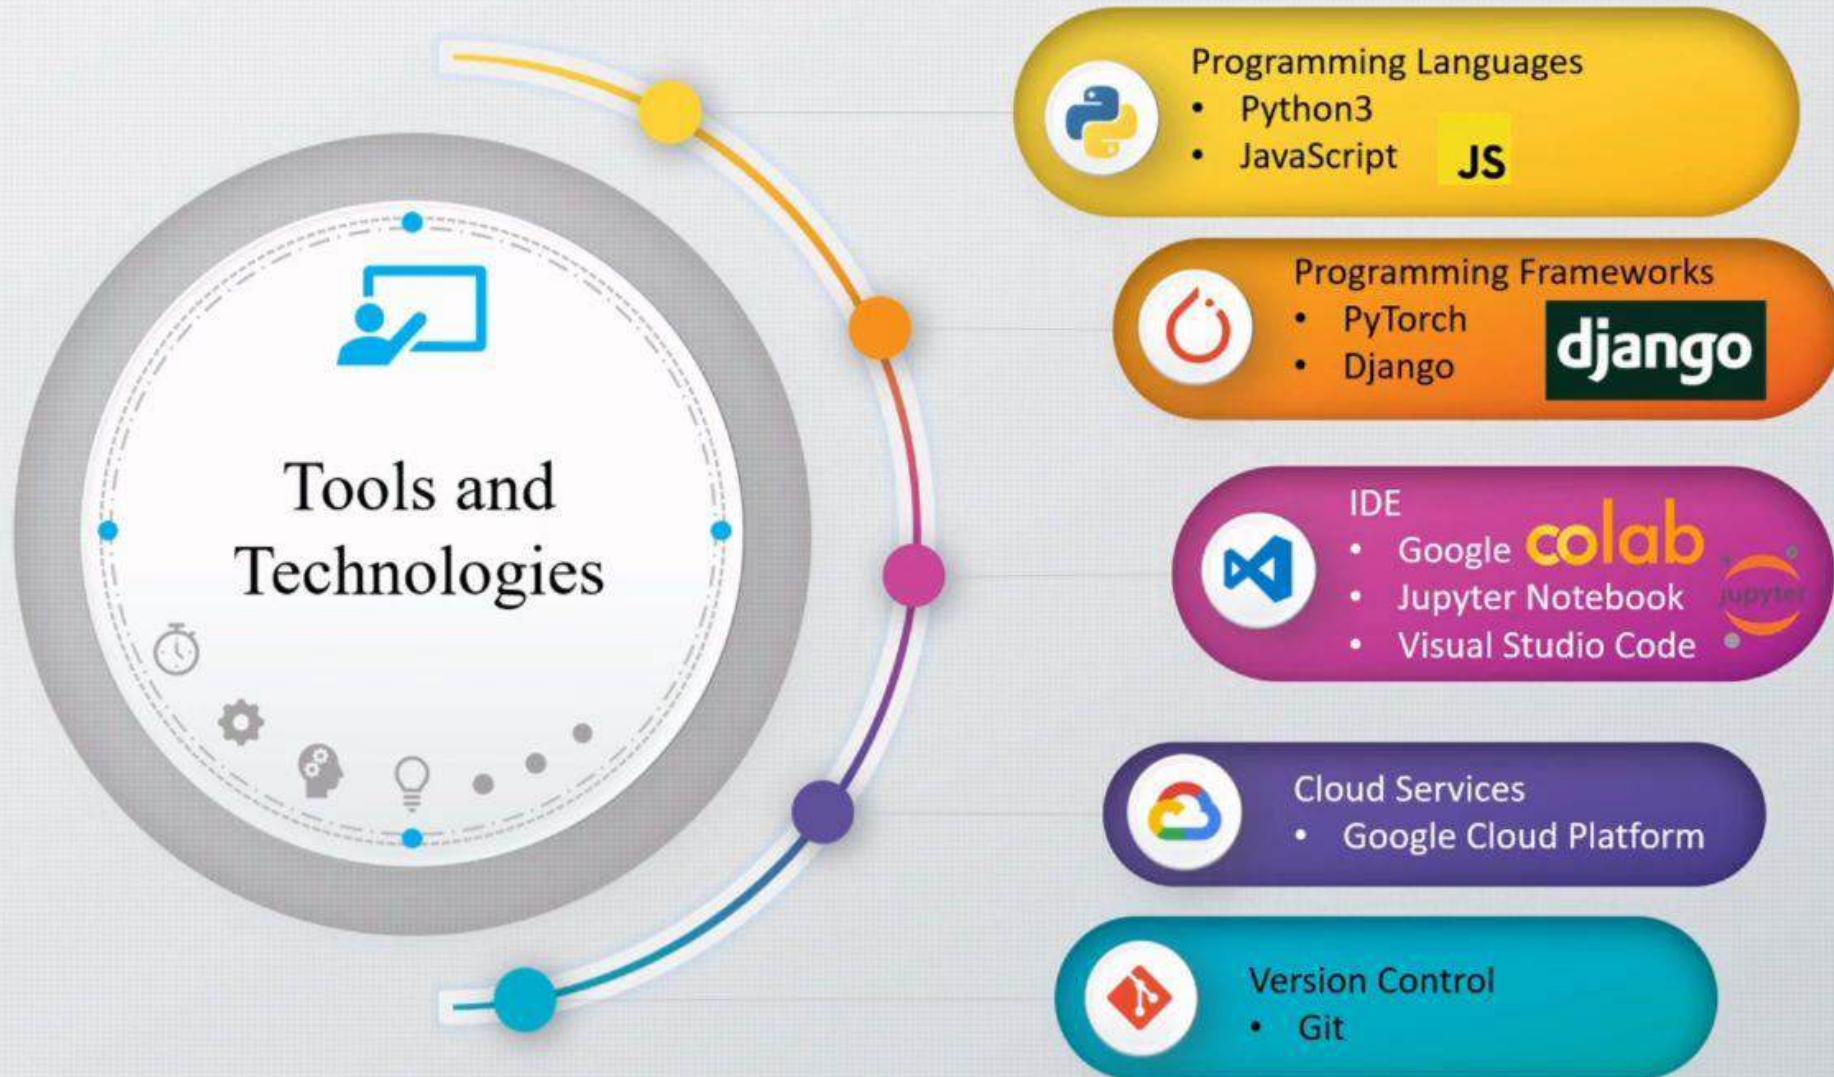 Tools and
Technologies
Programming Languages
• Python3
• JavaScript JS
Programming Frameworks
• PyTorch
• Django
django
IDE
• Google colab
• Jupyter Notebook
jupyter
• Visual Studio Code
Cloud Services
• Google Cloud Platform
Version Control
• Git